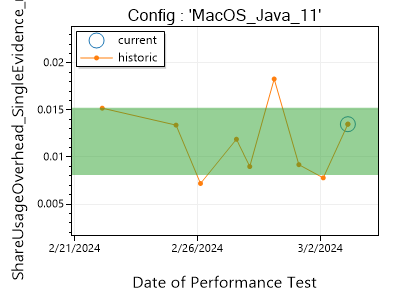 Config : 'MacOS_Java_11'
current
historic
0.02
0.015
0.01
0.005
2/21/2024
2/26/2024
3/2/2024
Date of Performance Test
ShareUsageOverhead_SingleEvidence_